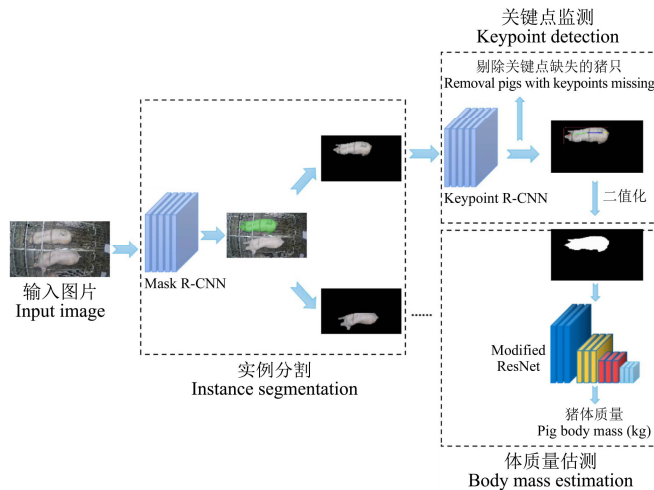 关键点监测
Keypoint detection
剔除关键点缺失的猪只
Removal pigs with keypoints missing
Keypoint R-CNN
二值化
Mask R-CNN
输入图片
Input image
......
实例分割
Instance segmentation
Modified
ResNet
猪体质量
Pig body mass (kg)
体质量估测
Body mass estimation